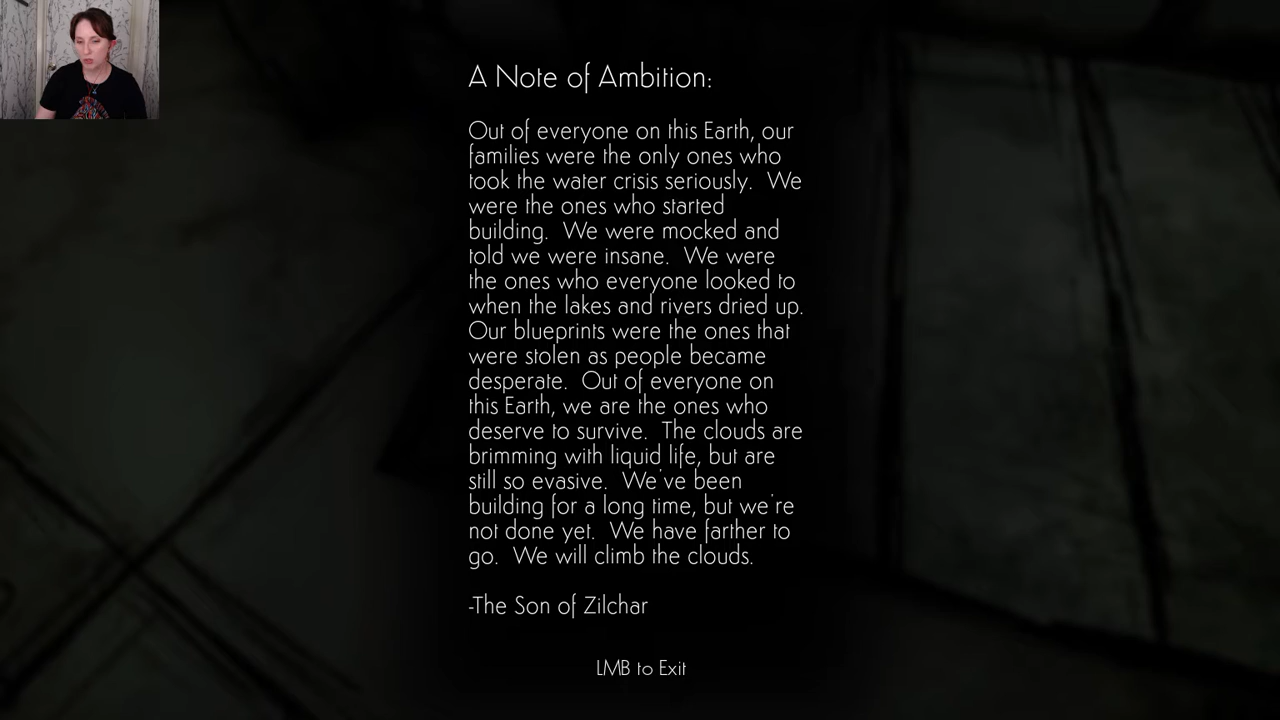 A Note of Ambition:
Out of everyone on this Earth, our
families were the only ones who
took the water crisis seriously.  We
were the ones who started
building.  We were mocked and
told we were insane.  We were
the ones who everyone looked to
when the lakes and rivers dried up.
Our blueprints were the ones that
were stolen as people became
desperate.  Out of everyone on
this Earth, we are the ones who
deserve to survive.  The clouds are
brimming with liquid life, but are
still so evasive.  We've been
building for a long time, but we're
not done yet.  We have farther to
go.  We will climb the clouds.
-The Son of Zilchar
LMB to Exit